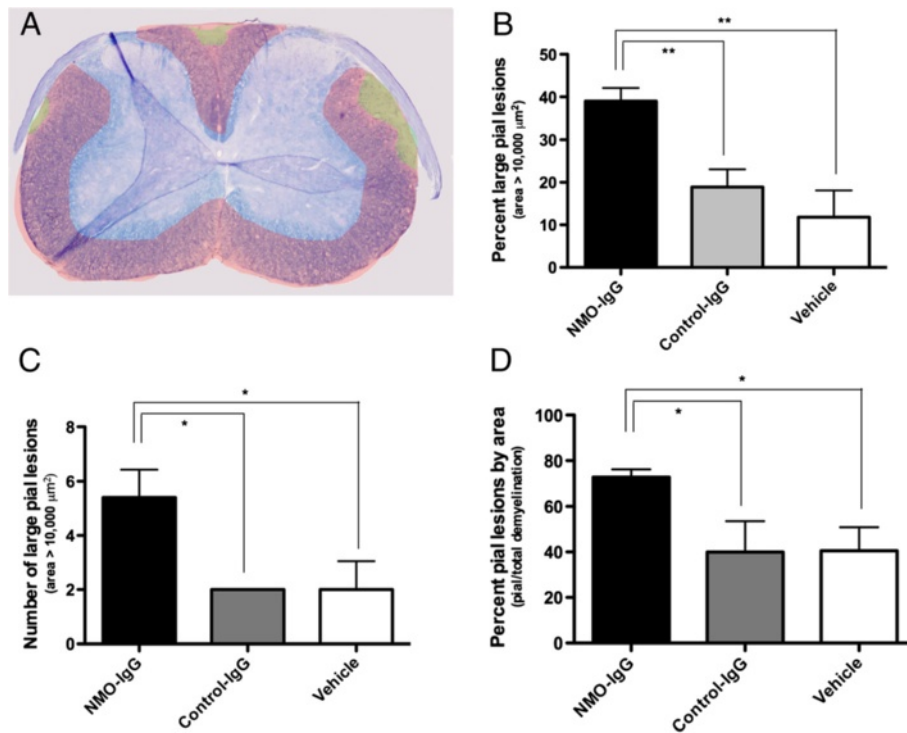 A
B
Percent large pial lesions
(area > 10,000 μm²)
50
40
30
20
10
0
**
**
NMO-IgG
Control-IgG
Vehicle
C
Number of large pial lesions
(area > 10,000 μm²)
8
6
4
2
0
*
*
NMO-IgG
Control-IgG
Vehicle
D
Percent pial lesions by area
(pial/total demyelination)
100
80
60
40
20
0
*
*
NMO-IgG
Control-IgG
Vehicle